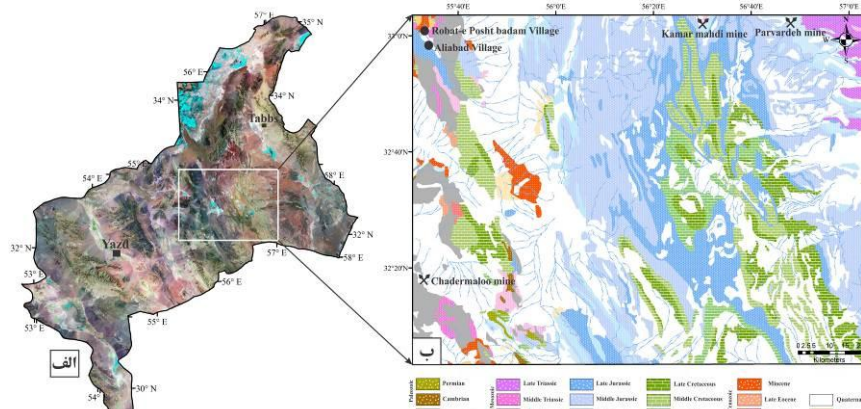 57° E
35° N
56° E
34° N
34° N
Tabbs
55° E
54° E
58° E
53° E
33° N
32° N
Yazd
32° N
57° E
58° E
56° E
53° E
55° E
31° N
الف
54° E
30° N
55°40'E
56°0'E
56°20'E
56°40'E
57°0'E
Robat-e Posht badam Village
Aliabad Village
Kamar mahdi mine
Parvardeh mine
N
W
S
32°40'N
32°20'N
Chadermaloo mine
ب
Kilometers
Permian
Cambrian
Late Triassic
Middle Triassic
Late Jurassic
Middle Jurassic
Late Cretaceous
Middle Cretaceous
Miocene
Late Eocene